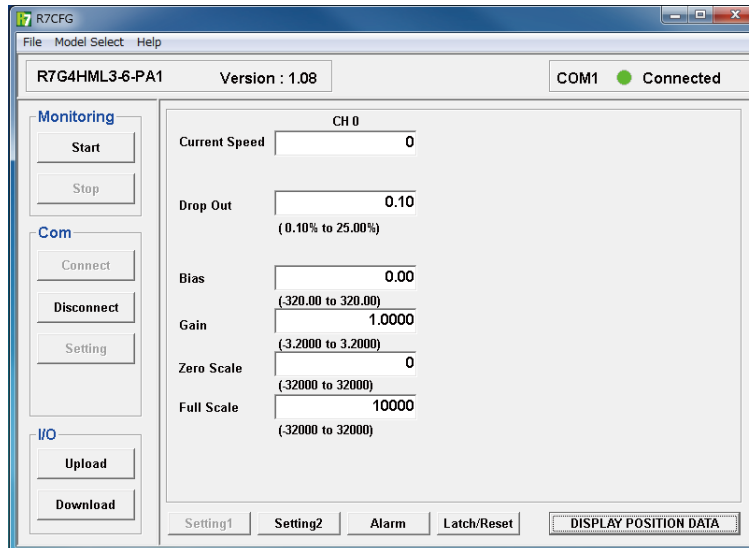 R7 R7CFG
File Model Select Help
R7G4HML3-6-PA1 Version : 1.08 COM1 Connected
Monitoring
Start
Stop
Com
Connect
Disconnect
Setting
I/O
Upload
Download
CH 0
Current Speed 0
Drop Out 0.10
( 0.10% to 25.00%)
Bias 0.00
(-320.00 to 320.00)
Gain 1.0000
(-3.2000 to 3.2000)
Zero Scale 0
(-32000 to 32000)
Full Scale 10000
(-32000 to 32000)
Setting1 Setting2 Alarm Latch/Reset DISPLAY POSITION DATA